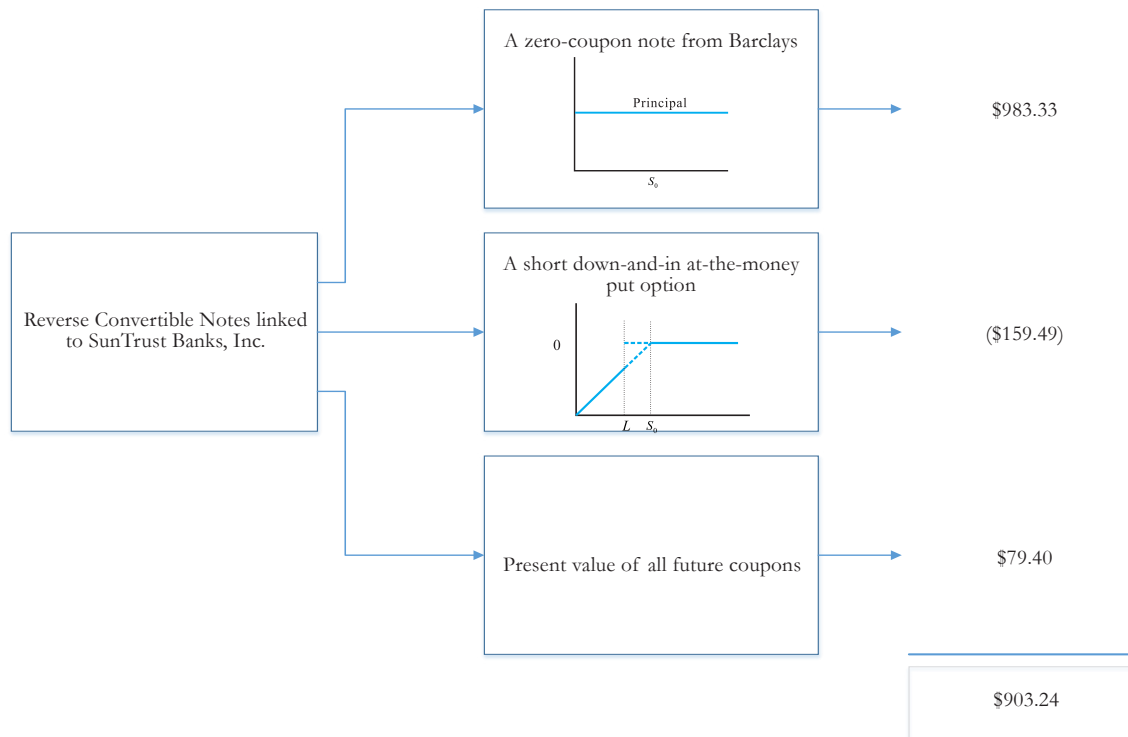 A zero-coupon note from Barclays
Principal
S₀
$983.33
Reverse Convertible Notes linked
to SunTrust Banks, Inc.
A short down-and-in at-the-money
put option
0
L S₀
($159.49)
Present value of all future coupons
$79.40
$903.24